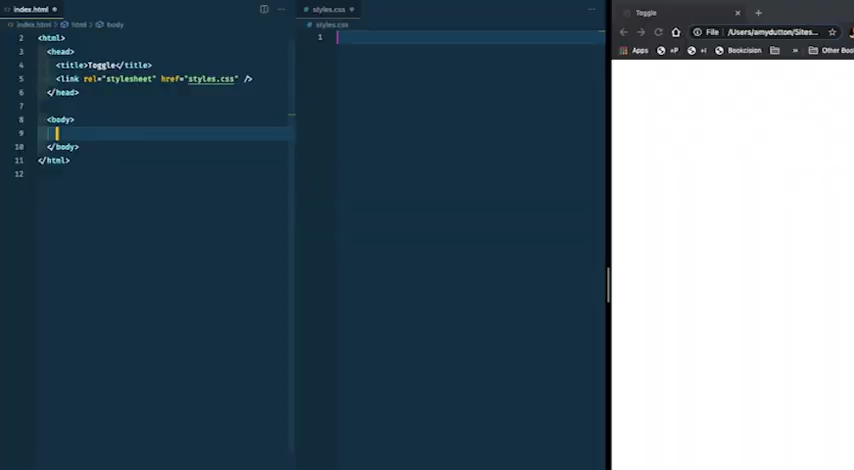 index.html
index.html > html > body
2 <html>
3 <head>
4 <title>Toggle</title>
5 <link rel="stylesheet" href="styles.css" />
6 </head>
7
8 <body>
9
10 </body>
11 </html>
12
# styles.css
# styles.css
1
Toggle
File /Users/amydutton/Sites...
Apps +P +I Bookcision » Other Boo